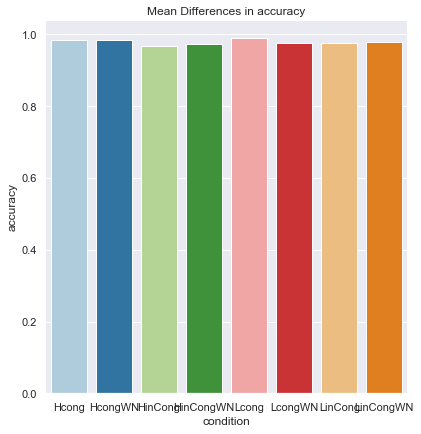 Mean Differences in accuracy
1.0
0.8
0.6
0.4
0.2
0.0
accuracy
Hcong HcongWN HinCong HinCongWN Lcong LcongWN LinCong LinCongWN
condition